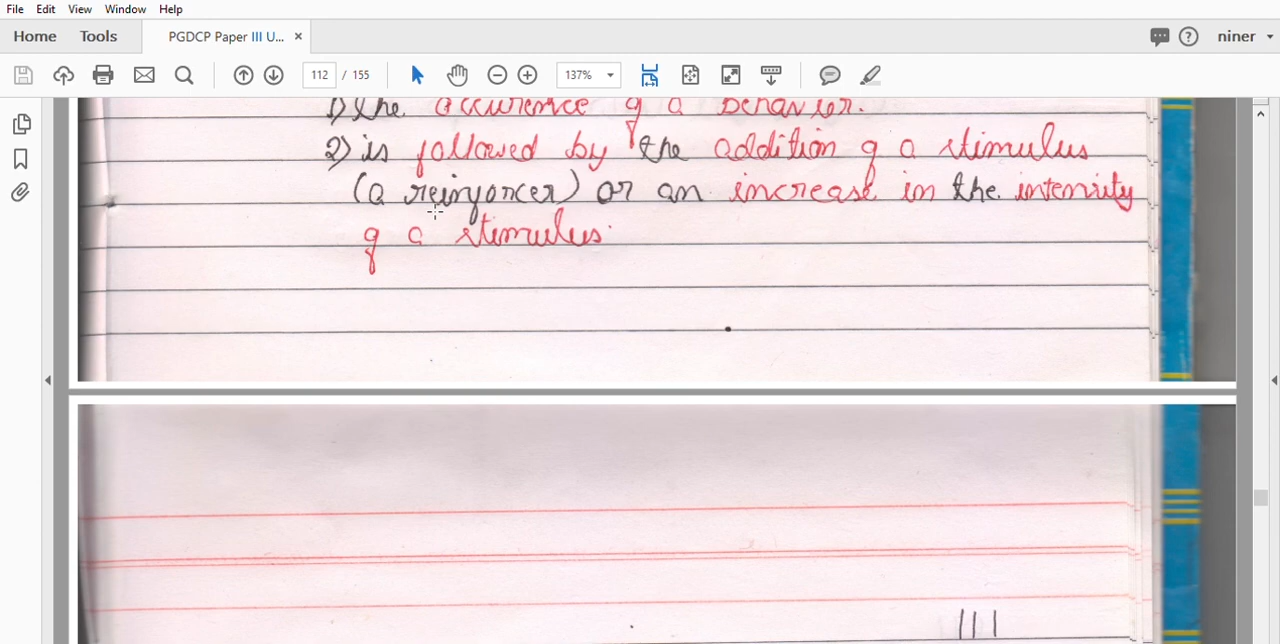 File Edit View Window Help
Home Tools PGDCP Paper III U... × niner
112 / 155 137%
1) the occurence of a behavior.
2) is followed by the addition of a stimulus
(a reinforcer) or an increase in the intensity
of a stimulus.
111